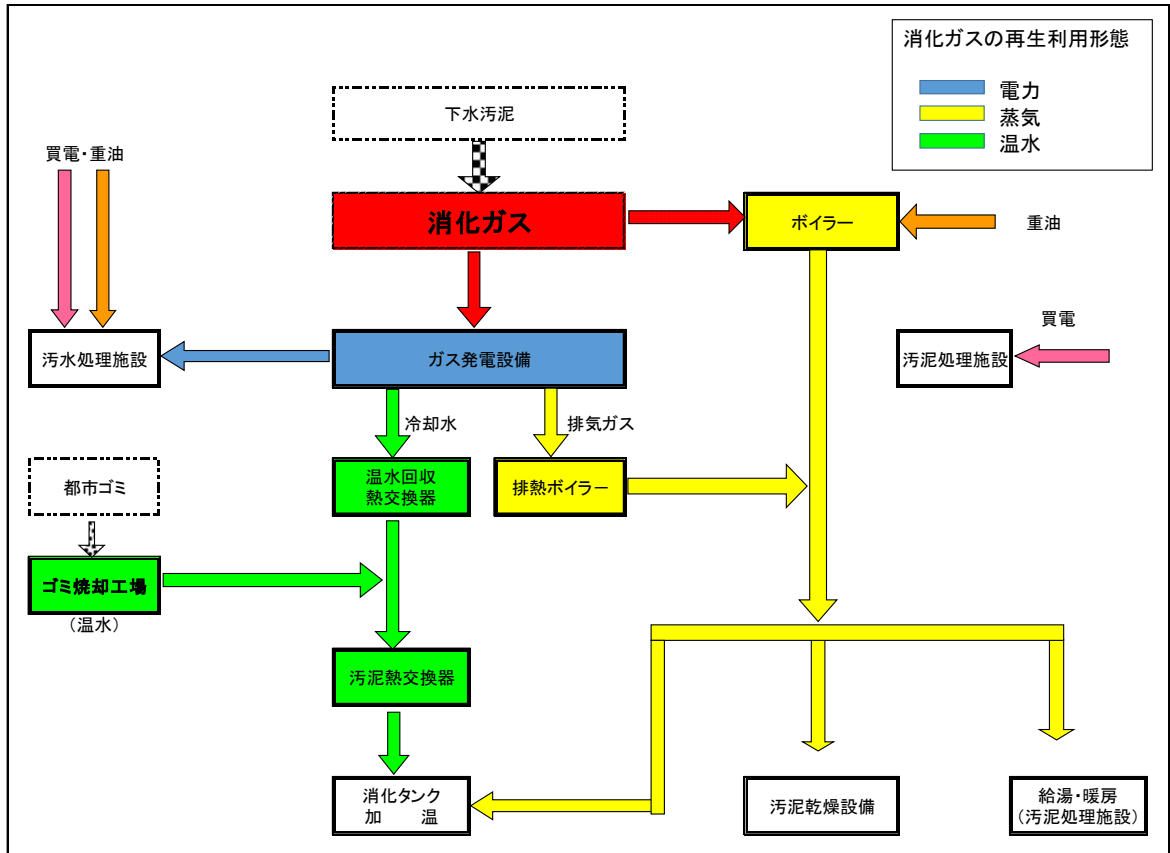 消化ガスの再生利用形態
電力
蒸気
温水
下水汚泥
買電・重油
消化ガス
ボイラー
重油
買電
汚水処理施設
ガス発電設備
汚泥処理施設
冷却水
排気ガス
都市ゴミ
温水回収
熱交換器
排熱ボイラー
ゴミ焼却工場
(温水)
汚泥熱交換器
消化タンク
加　　温
汚泥乾燥設備
給湯・暖房
(汚泥処理施設)